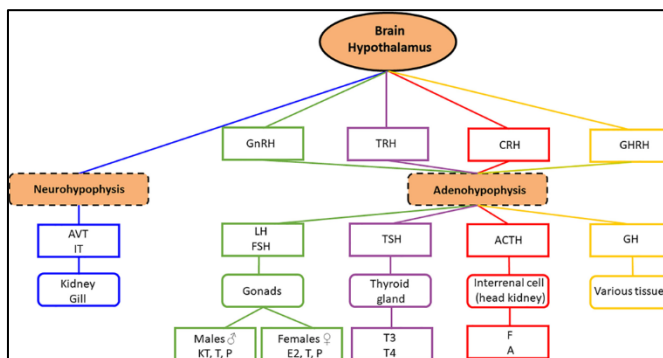 Brain
Hypothalamus
GnRH
TRH
CRH
GHRH
Neurohypophysis
Adenohypophysis
AVT
IT
LH
FSH
TSH
ACTH
GH
Kidney
Gill
Gonads
Thyroid
gland
Interrenal cell
(head kidney)
Various tissue
Males ♂
KT, T, P
Females ♀
E2, T, P
T3
T4
F
A